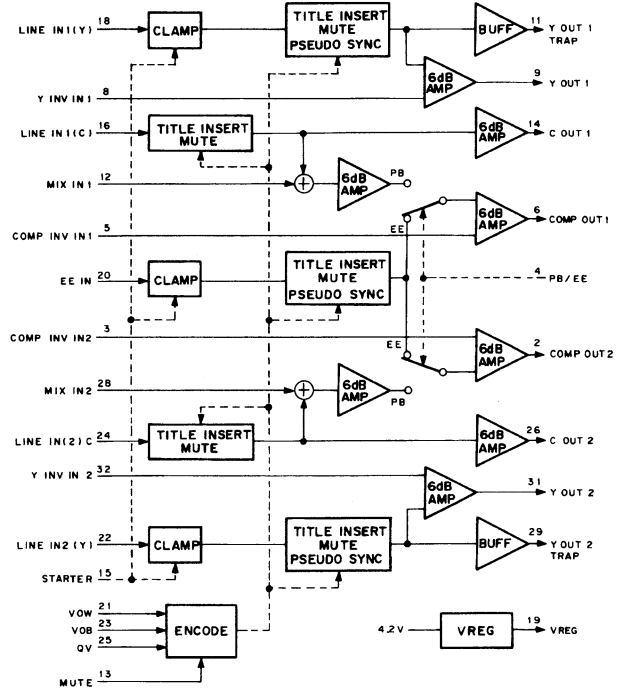 LINE IN1(Y) 18
CLAMP
TITLE INSERT
MUTE
PSEUDO SYNC
BUFF
11 Y OUT 1
TRAP
6dB
AMP
9 Y OUT 1
Y INV IN1 8
LINE IN1(C) 16
TITLE INSERT
MUTE
6dB
AMP
14 C OUT 1
MIX IN1 12
+
6dB
AMP
PB
6dB
AMP
6 COMP OUT1
COMP INV IN1 5
EE
EE IN 20
CLAMP
TITLE INSERT
MUTE
PSEUDO SYNC
4 PB/EE
COMP INV IN2 3
EE
6dB
AMP
2 COMP OUT2
MIX IN2 28
+
6dB
AMP
PB
LINE IN(2) C 24
TITLE INSERT
MUTE
6dB
AMP
26 C OUT 2
Y INV IN 2 32
6dB
AMP
31 Y OUT 2
LINE IN2 (Y) 22
CLAMP
TITLE INSERT
MUTE
PSEUDO SYNC
BUFF
29 Y OUT 2
TRAP
STARTER 15
VOW 21
VOB 23
QV 25
ENCODE
MUTE 13
4.2V
VREG
19 VREG